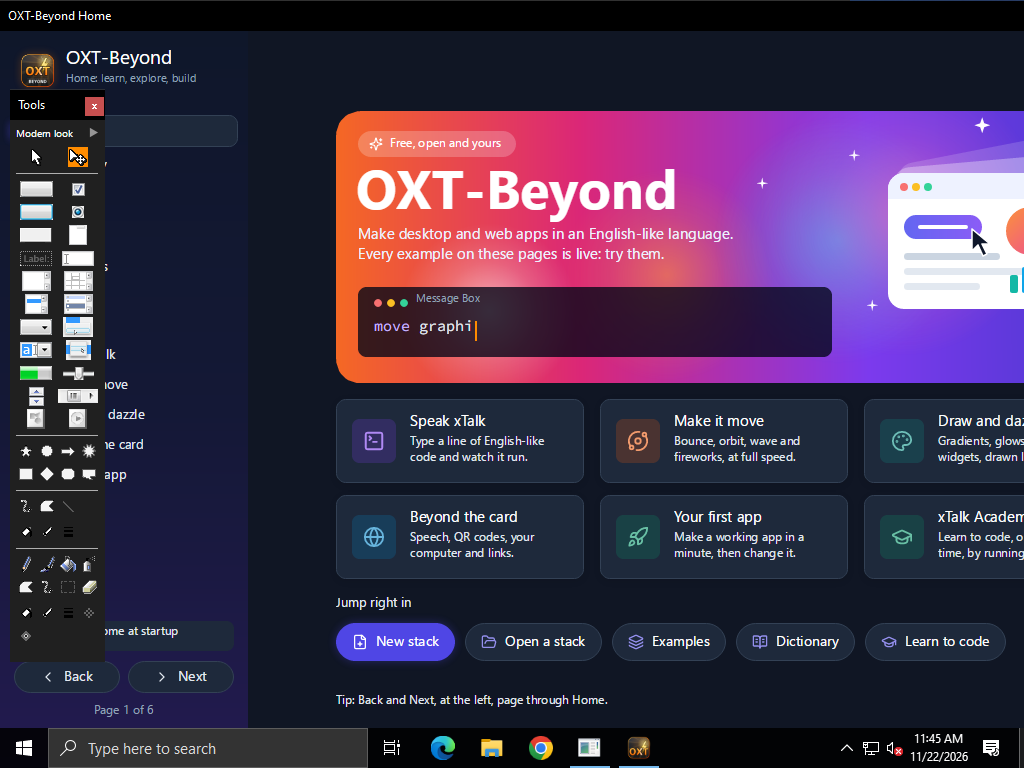 OXT-Beyond Home
OXT-Beyond
Home: learn, explore, build
OXT
BEYOND
Tools
x
Modern look
Label:
ove
dazzle
app
Back
Next
Page 1 of 6
Free, open and yours
OXT-Beyond
Make desktop and web apps in an English-like language.
Every example on these pages is live: try them.
Message Box
move graphi
Speak xTalk
Type a line of English-like
code and watch it run.
Make it move
Bounce, orbit, wave and
fireworks, at full speed.
Draw and daz
Gradients, glows
widgets, drawn l
Beyond the card
Speech, QR codes, your
computer and links.
Your first app
Make a working app in a
minute, then change it.
xTalk Academ
Learn to code, o
time, by running
Jump right in
New stack
Open a stack
Examples
Dictionary
Learn to code
Tip: Back and Next, at the left, page through Home.
Type here to search
OXT
11:45 AM
11/22/2026